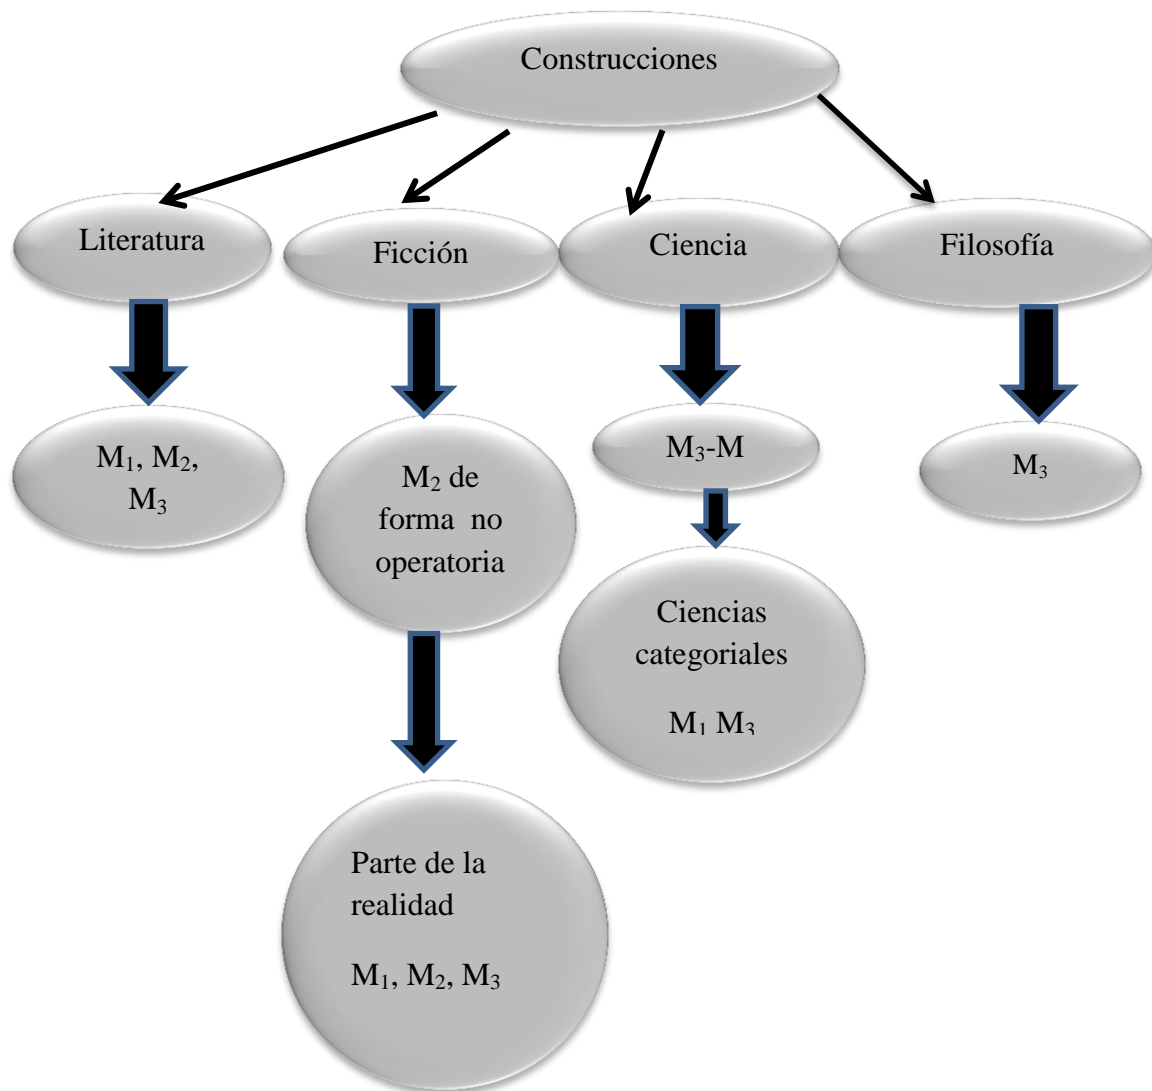 Construcciones
Literatura
Ficción
Ciencia
Filosofía
M₁, M₂,
M₃
M₂ de
forma no
operatoria
M₃-M
M₃
Ciencias
categoriales
M₁ M₃
Parte de la
realidad
M₁, M₂, M₃